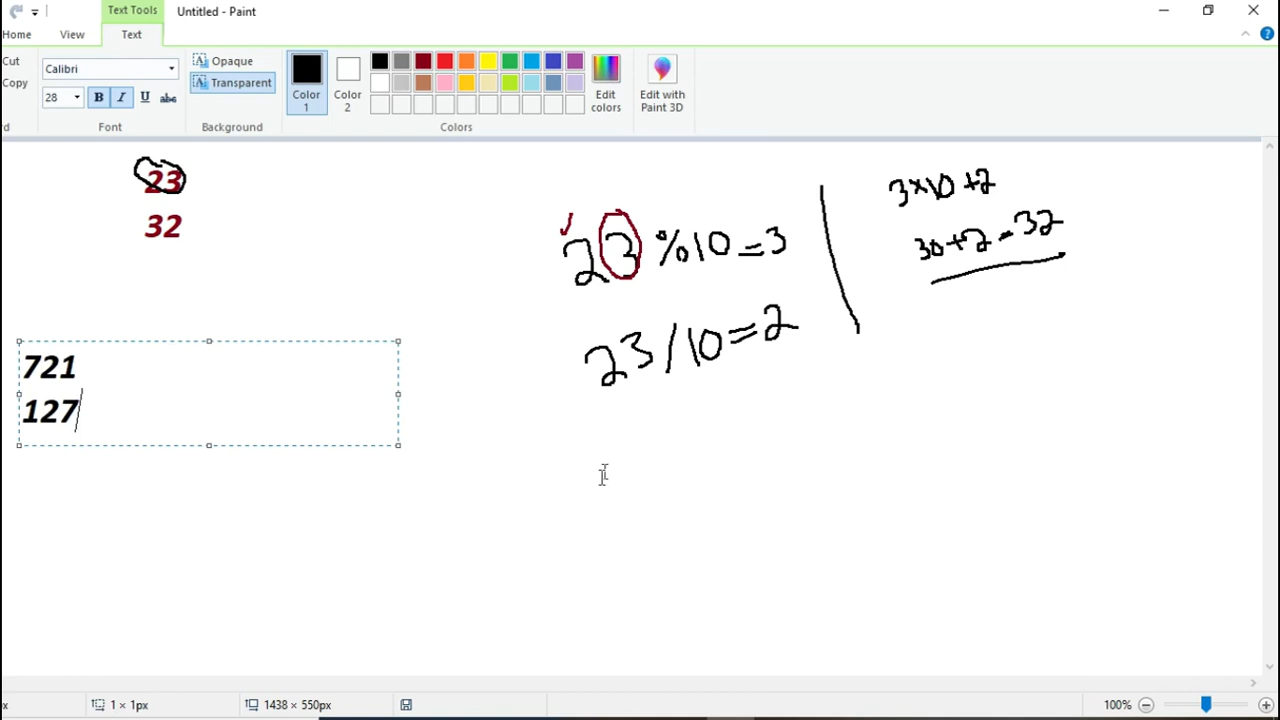 Text Tools
Untitled - Paint
Home
View
Text
Cut
Copy
Calibri
28
B I U abc
Font
Opaque
Transparent
Background
Color 1
Color 2
Edit colors
Edit with Paint 3D
Colors
23
32
23 %10=3
23/10=2
3×10+2
30+2=32
721
127
1 × 1px
1438 × 550px
100%